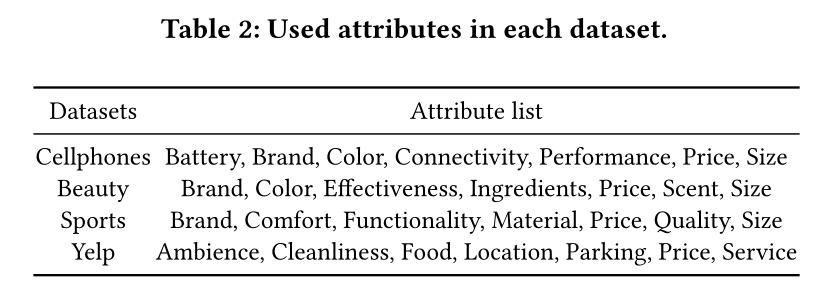 Table 2: Used attributes in each dataset.
Datasets Attribute list
Cellphones Battery, Brand, Color, Connectivity, Performance, Price, Size
Beauty Brand, Color, Effectiveness, Ingredients, Price, Scent, Size
Sports Brand, Comfort, Functionality, Material, Price, Quality, Size
Yelp Ambience, Cleanliness, Food, Location, Parking, Price, Service